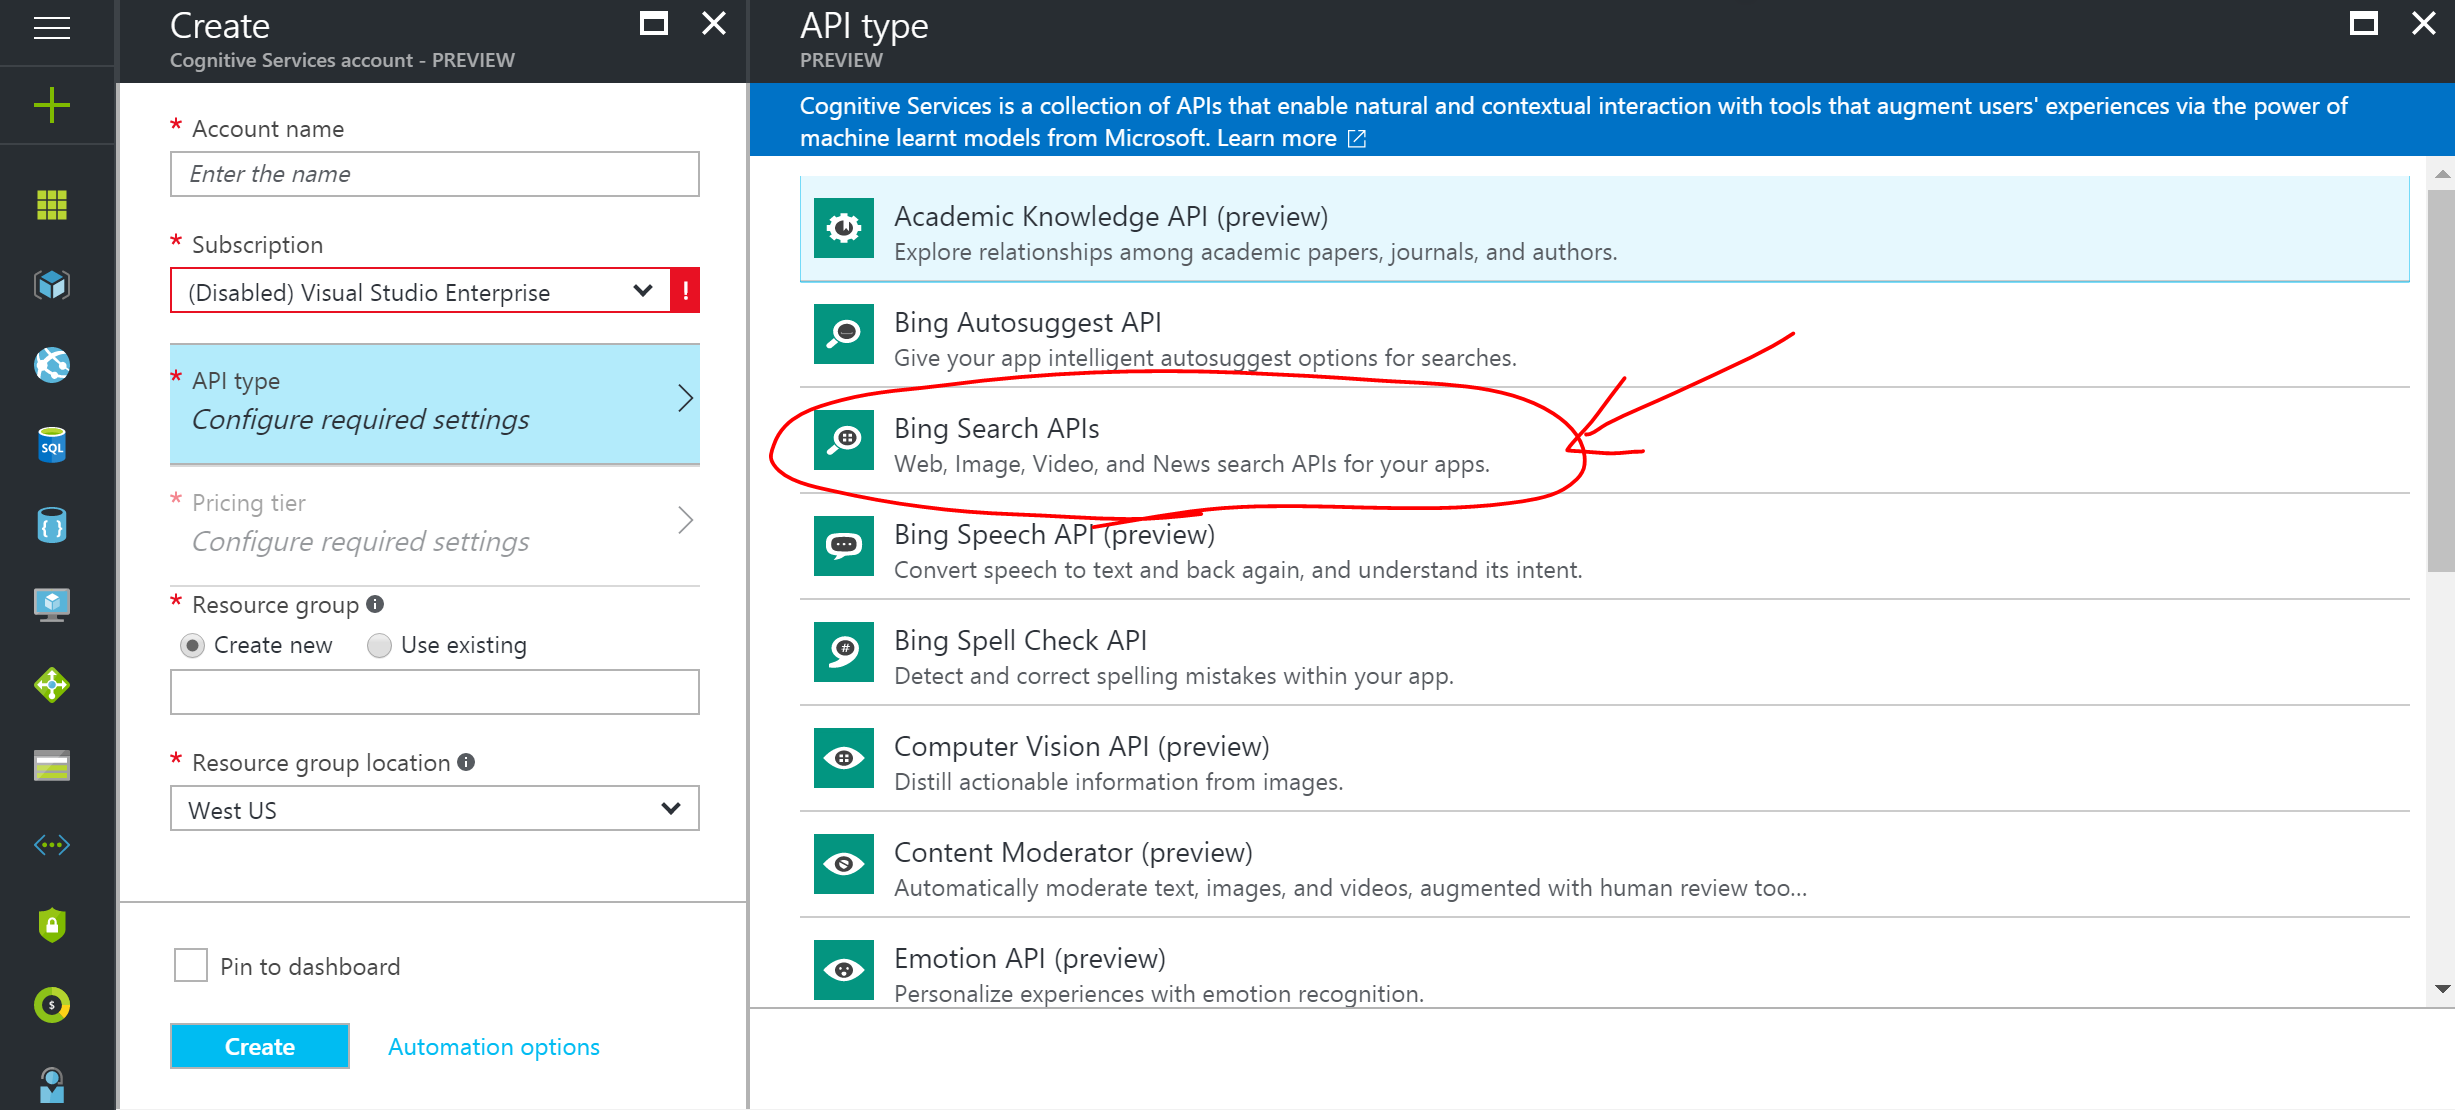 Create
Cognitive Services account - PREVIEW
* Account name
Enter the name
* Subscription
(Disabled) Visual Studio Enterprise
!
* API type
Configure required settings
* Pricing tier
Configure required settings
* Resource group
Create new
Use existing
* Resource group location
West US
Pin to dashboard
Create
Automation options
SQL
API type
PREVIEW
Cognitive Services is a collection of APIs that enable natural and contextual interaction with tools that augment users' experiences via the power of
machine learnt models from Microsoft. Learn more
Academic Knowledge API (preview)
Explore relationships among academic papers, journals, and authors.
Bing Autosuggest API
Give your app intelligent autosuggest options for searches.
Bing Search APIs
Web, Image, Video, and News search APIs for your apps.
Bing Speech API (preview)
Convert speech to text and back again, and understand its intent.
Bing Spell Check API
Detect and correct spelling mistakes within your app.
Computer Vision API (preview)
Distill actionable information from images.
Content Moderator (preview)
Automatically moderate text, images, and videos, augmented with human review too...
Emotion API (preview)
Personalize experiences with emotion recognition.